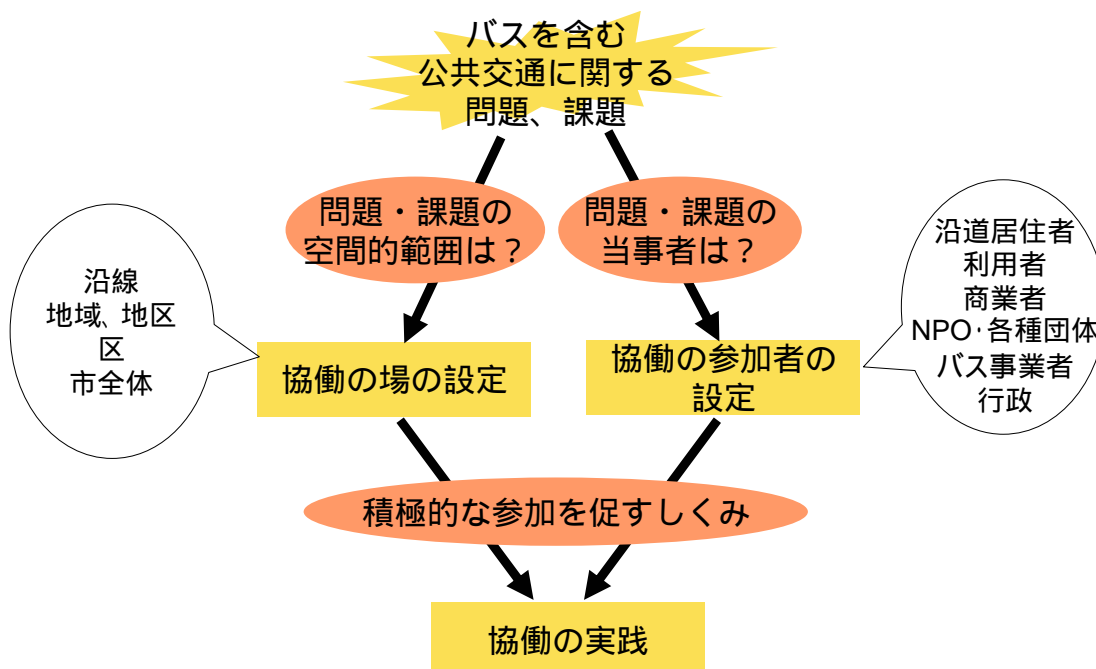 バスを含む
公共交通に関する
問題、課題
問題・課題の
空間的範囲は？
問題・課題の
当事者は？
沿線
地域、地区
区
市全体
沿道居住者
利用者
商業者
NPO・各種団体
バス事業者
行政
協働の場の設定
協働の参加者の
設定
積極的な参加を促すしくみ
協働の実践